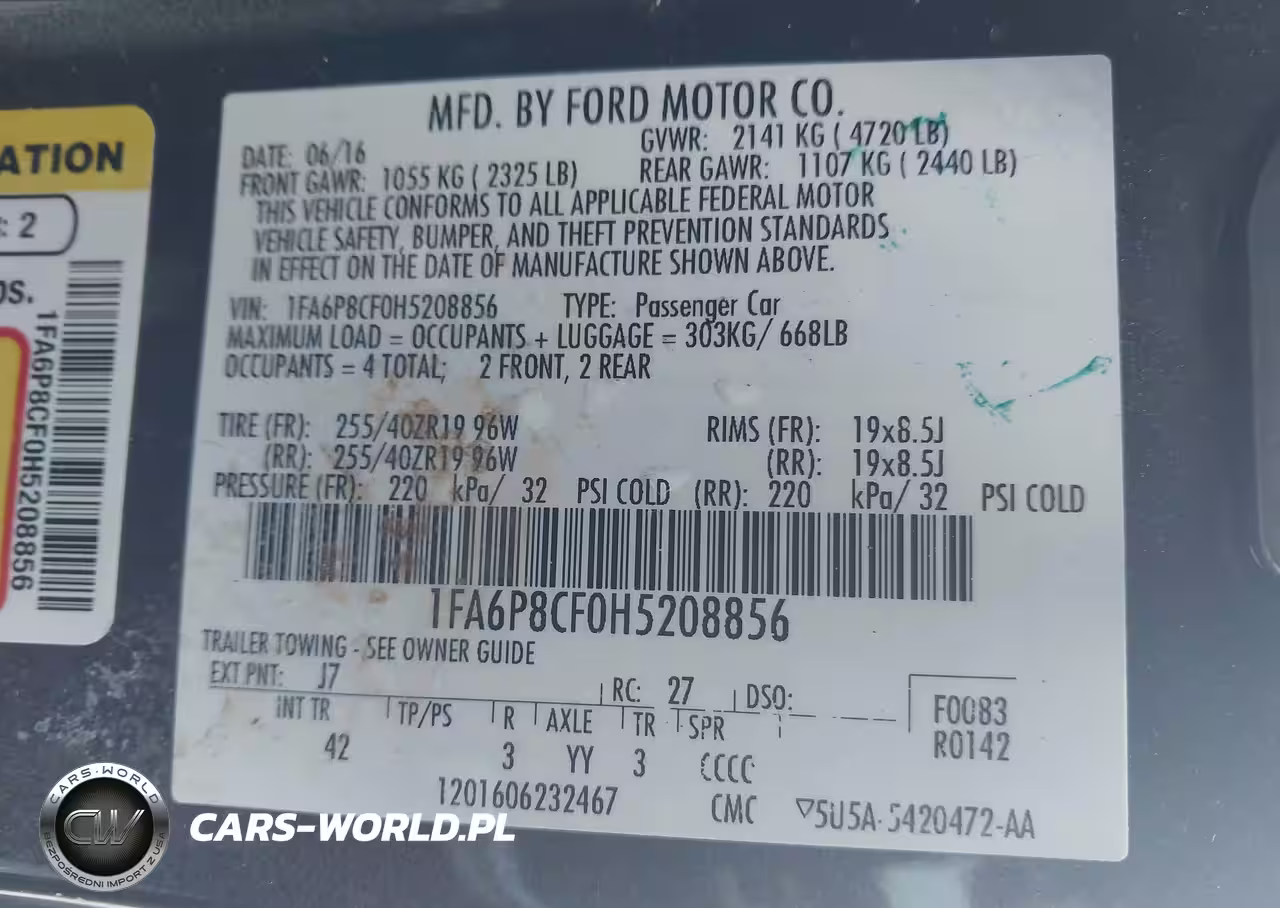 ATION
: 2
OS.
1FA6P8CF0H5208856
MFD. BY FORD MOTOR CO.
DATE: 06/16 GVWR: 2141 KG ( 4720 LB)
FRONT GAWR: 1055 KG ( 2325 LB) REAR GAWR: 1107 KG ( 2440 LB)
THIS VEHICLE CONFORMS TO ALL APPLICABLE FEDERAL MOTOR
VEHICLE SAFETY, BUMPER, AND THEFT PREVENTION STANDARDS
IN EFFECT ON THE DATE OF MANUFACTURE SHOWN ABOVE.
VIN: 1FA6P8CF0H5208856 TYPE: Passenger Car
MAXIMUM LOAD = OCCUPANTS + LUGGAGE = 303KG/ 668LB
OCCUPANTS = 4 TOTAL; 2 FRONT, 2 REAR
TIRE (FR): 255/40ZR19 96W RIMS (FR): 19x8.5J
(RR): 255/40ZR19 96W (RR): 19x8.5J
PRESSURE (FR): 220 kPa/ 32 PSI COLD (RR): 220 kPa/ 32 PSI COLD
1FA6P8CF0H5208856
TRAILER TOWING - SEE OWNER GUIDE
EXT PNT: J7 RC: 27 DSO:
INT TR TP/PS R AXLE TR SPR F0083
42 3 YY 3 CCCC R0142
1201606232467 CMC ▽5U5A-5420472-AA
CARS-WORLD
CW
BEZPOŚREDNI IMPORT Z USA
CARS-WORLD.PL